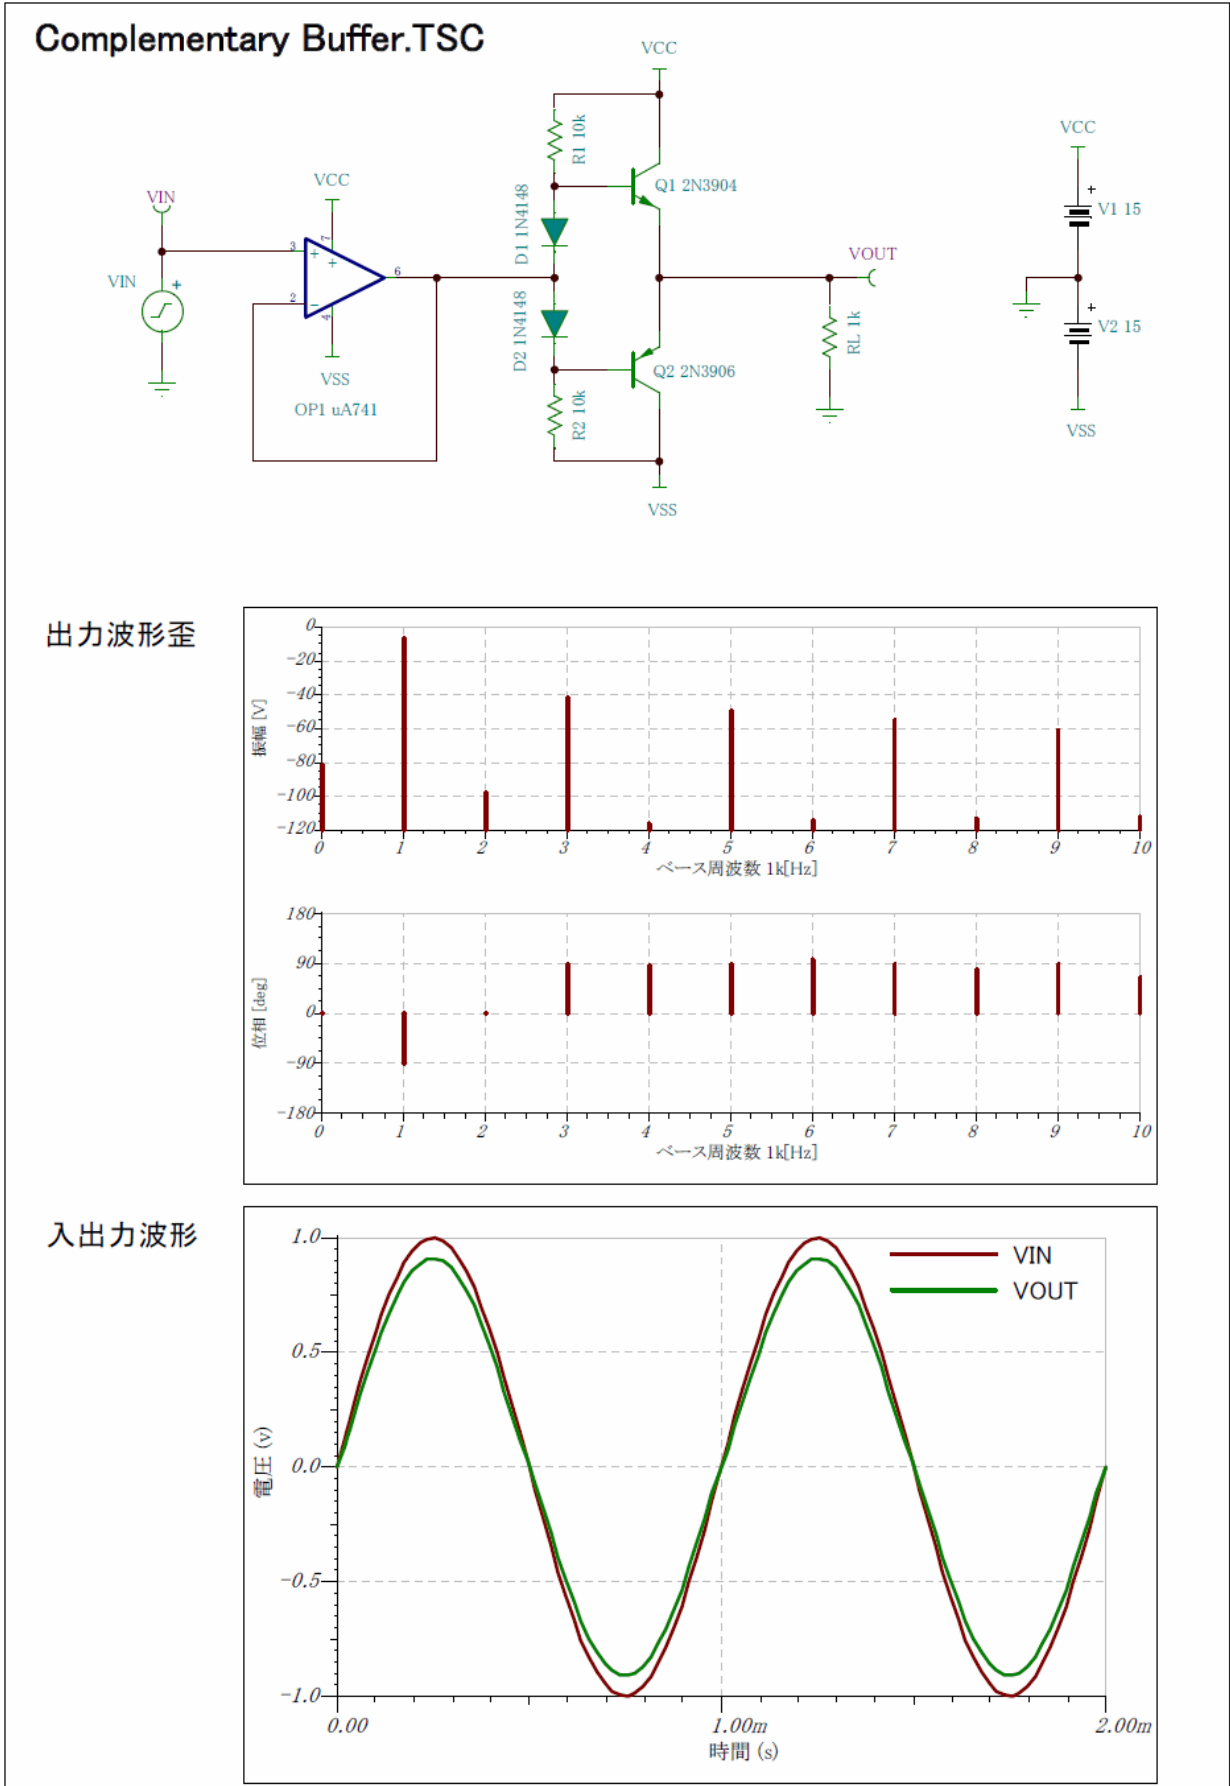 Complementary Buffer.TSC
VCC
R1 10k
Q1 2N3904
D1 1N4148
VIN
VCC
VIN
+
3
+
+
7
6
2
−
4
VSS
OP1 uA741
D2 1N4148
Q2 2N3906
R2 10k
VSS
VOUT
RL 1k
VCC
+
V1 15
+
V2 15
VSS
出力波形歪
振幅 [V]
0
-20
-40
-60
-80
-100
-120
0 1 2 3 4 5 6 7 8 9 10
ベース周波数 1k[Hz]
位相 [deg]
180
90
0
-90
-180
0 1 2 3 4 5 6 7 8 9 10
ベース周波数 1k[Hz]
入出力波形
VIN
VOUT
電圧 (v)
1.0
0.5
0.0
-0.5
-1.0
0.00 1.00m 2.00m
時間 (s)